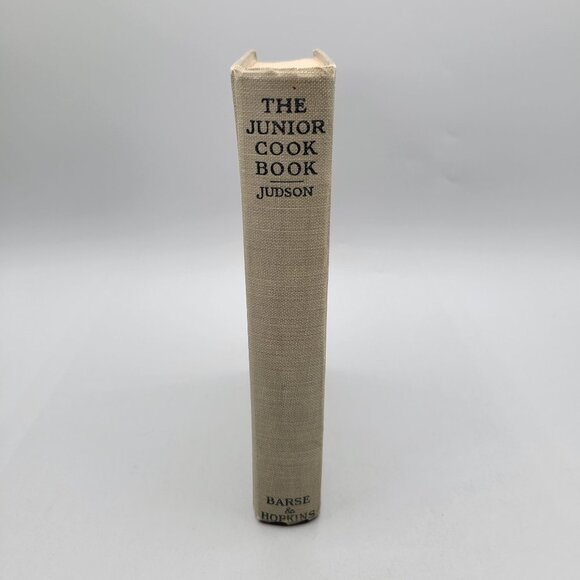 THE
JUNIOR
COOK
BOOK
JUDSON
BARSE
&
HOPKINS